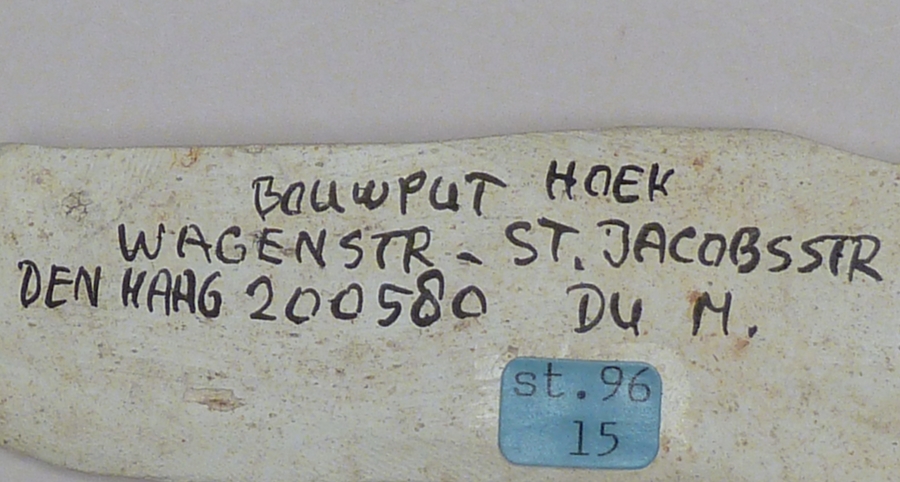 BOUWPUT HOEK
WAGENSTR - ST. JACOBSSTR
DEN HAAG 200580 DU M.
st.96
15